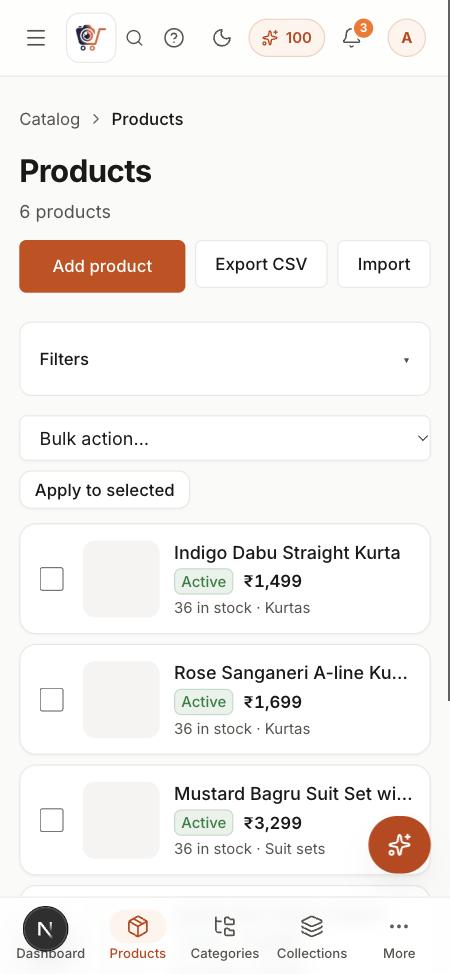 100
3
A
Catalog > Products
Products
6 products
Add product Export CSV Import
Filters
Bulk action...
Apply to selected
Indigo Dabu Straight Kurta
Active ₹1,499
36 in stock · Kurtas
Rose Sanganeri A-line Ku...
Active ₹1,699
36 in stock · Kurtas
Mustard Bagru Suit Set wi...
Active ₹3,299
36 in stock · Suit sets
N
Dashboard Products Categories Collections More